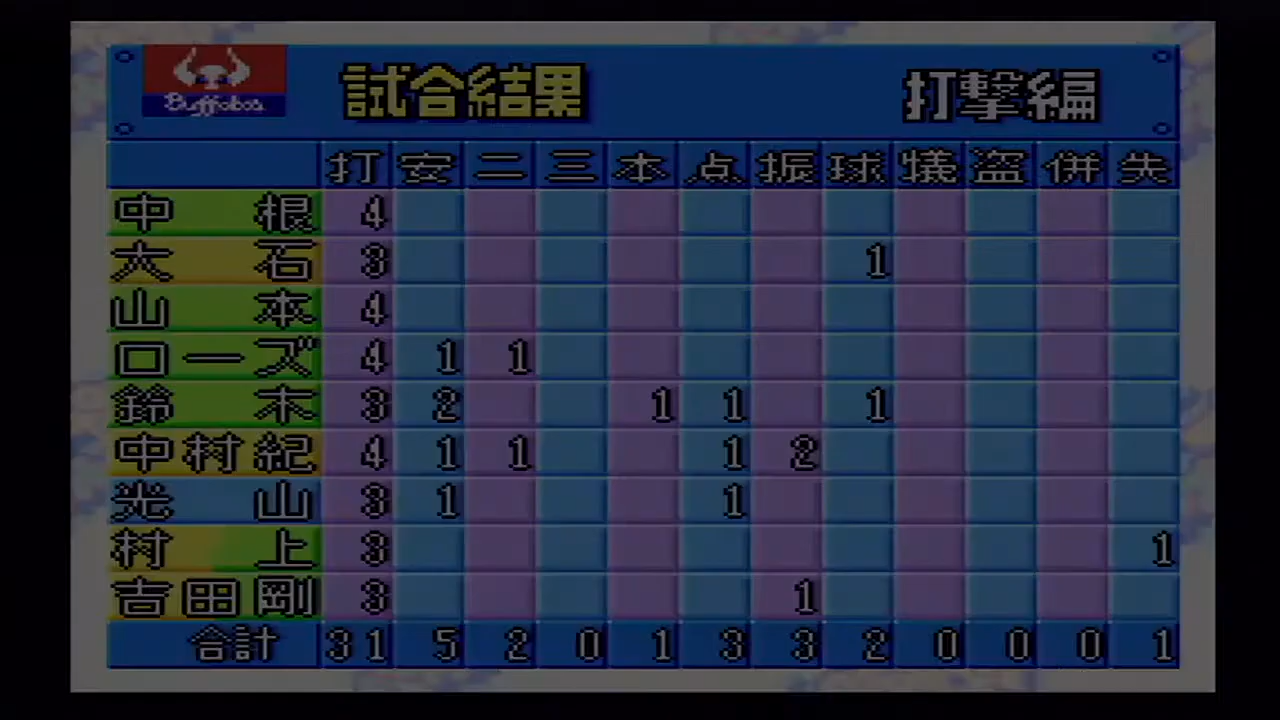 Buffaloes 試合結果 打撃編
打 安 二 三 本 点 振 球 犠 盗 併 失
中根 4
大石 3 1
山本 4
ローズ 4 1 1
鈴木 3 2 1 1 1
中村紀 4 1 1 1 2
光山 3 1 1
村上 3 1
吉田剛 3 1
合計 31 5 2 0 1 3 3 2 0 0 0 1